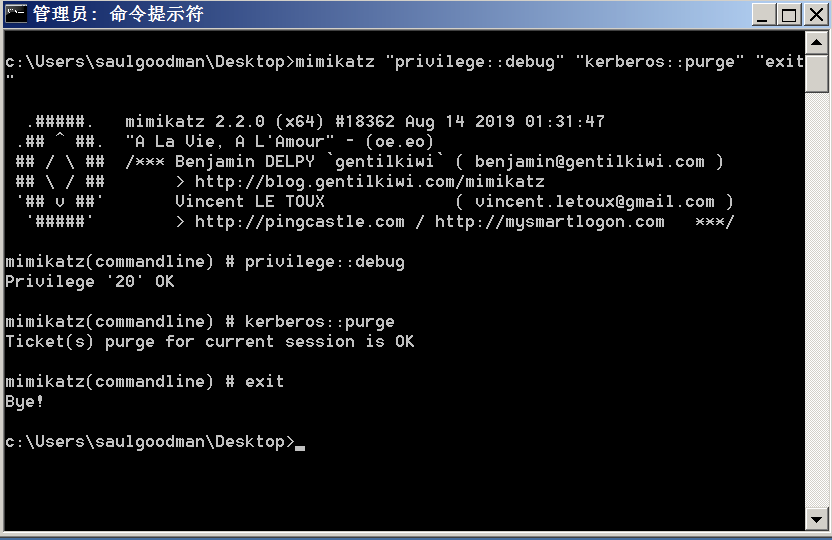 管理员: 命令提示符
c:\Users\saulgoodman\Desktop>mimikatz "privilege::debug" "kerberos::purge" "exit
"
  .#####.   mimikatz 2.2.0 (x64) #18362 Aug 14 2019 01:31:47
 .## ^ ##.  "A La Vie, A L'Amour" - (oe.eo)
 ## / \ ##  /*** Benjamin DELPY `gentilkiwi` ( benjamin@gentilkiwi.com )
 ## \ / ##       > http://blog.gentilkiwi.com/mimikatz
 '## v ##'       Vincent LE TOUX             ( vincent.letoux@gmail.com )
  '#####'        > http://pingcastle.com / http://mysmartlogon.com   ***/
mimikatz(commandline) # privilege::debug
Privilege '20' OK
mimikatz(commandline) # kerberos::purge
Ticket(s) purge for current session is OK
mimikatz(commandline) # exit
Bye!
c:\Users\saulgoodman\Desktop>